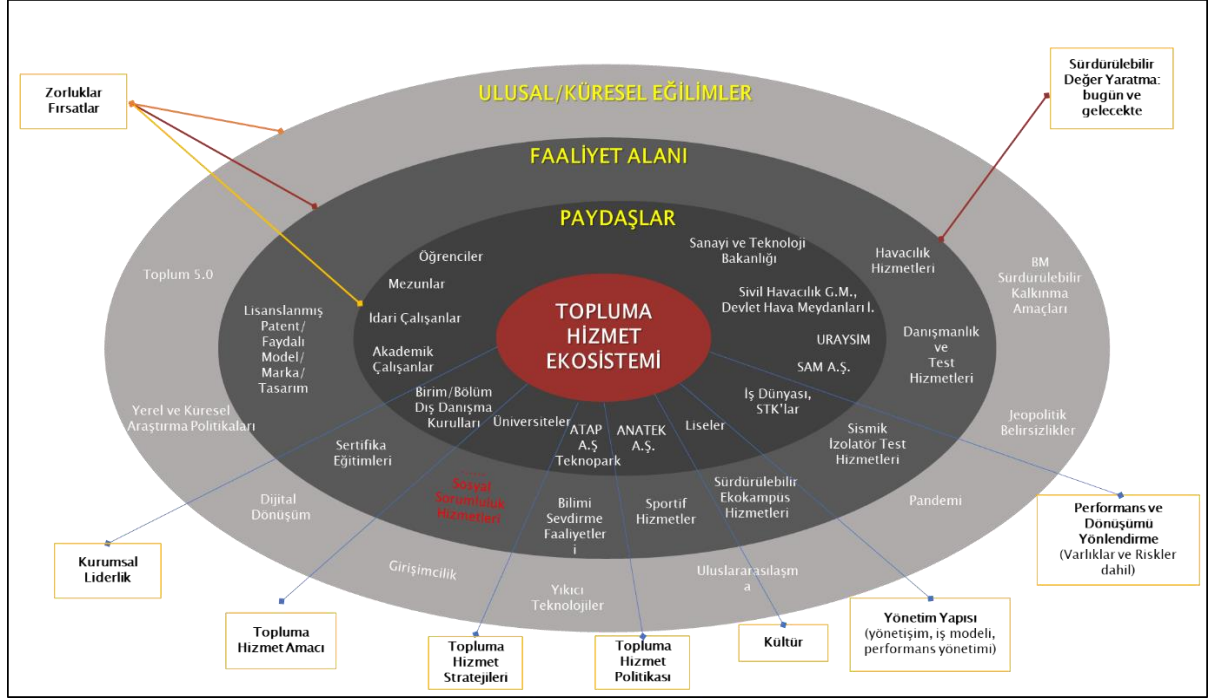 ULUSAL/KÜRESEL EĞİLİMLER
FAALİYET ALANI
PAYDAŞLAR
TOPLUMA
HİZMET
EKOSİSTEMİ
Zorluklar
Fırsatlar
Sürdürülebilir
Değer Yaratma:
bugün ve
gelecekte
Öğrenciler
Mezunlar
Idari Çalışanlar
Akademik
Çalışanlar
Birim/Bölüm
Dış Danışma
Kurulları
Üniversiteler
ATAP
A.Ş
Teknopark
ANATEK
A.Ş.
Liseler
İş Dünyası,
STK'lar
SAM A.Ş.
URAYSİM
Sivil Havacılık G.M.,
Devlet Hava Meydanları I.
Sanayi ve Teknoloji
Bakanlığı
Lisanslanmış
Patent/
Faydalı
Model/
Marka/
Tasarım
Sertifika
Eğitimleri
Sosyal
Sorumluluk
Hizmetleri
Bilimi
Sevdirme
Faaliyetler
i
Sportif
Hizmetler
Sürdürülebilir
Ekokampüs
Hizmetleri
Sismik
İzolatör Test
Hizmetleri
Danışmanlık
ve
Test
Hizmetleri
Havacılık
Hizmetleri
Toplum 5.0
Yerel ve Küresel
Araştırma Politikaları
Dijital
Dönüşüm
Girişimcilik
Yıkıcı
Teknolojiler
Uluslararasılaşm
a
Pandemi
Jeopolitik
Belirsizlikler
BM
Sürdürülebilir
Kalkınma
Amaçları
Kurumsal
Liderlik
Topluma
Hizmet Amacı
Topluma
Hizmet
Stratejileri
Topluma
Hizmet
Politikası
Kültür
Yönetim Yapısı
(yönetişim, iş modeli,
performans yönetimi)
Performans ve
Dönüşümü
Yönlendirme
(Varlıklar ve Riskler
dahil)